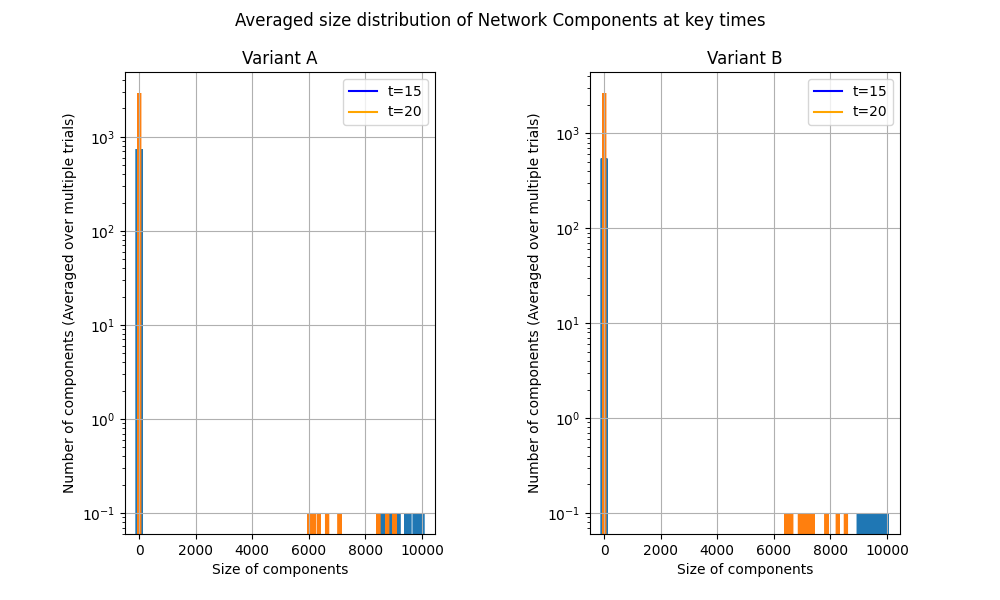 Averaged size distribution of Network Components at key times
Variant A
Variant B
t=15
t=20
t=15
t=20
Number of components (Averaged over multiple trials)
10³
10²
10¹
10⁰
10⁻¹
0 2000 4000 6000 8000 10000
Size of components
Number of components (Averaged over multiple trials)
10³
10²
10¹
10⁰
10⁻¹
0 2000 4000 6000 8000 10000
Size of components